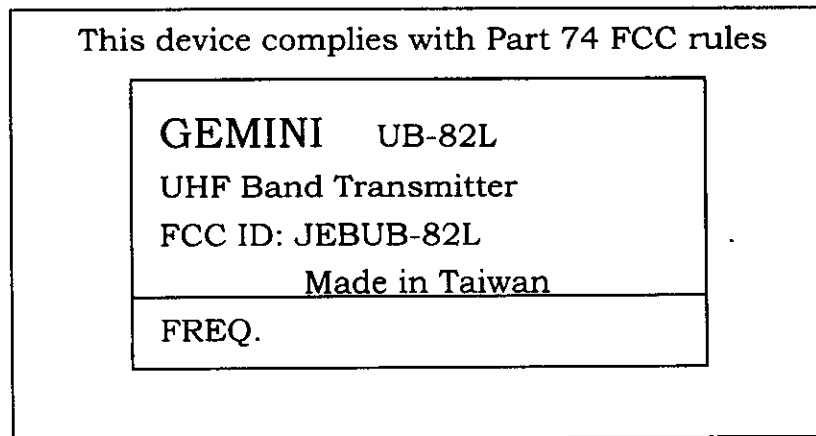 This device complies with Part 74 FCC rules
GEMINI UB-82L
UHF Band Transmitter
FCC ID: JEBUB-82L
Made in Taiwan
FREQ.